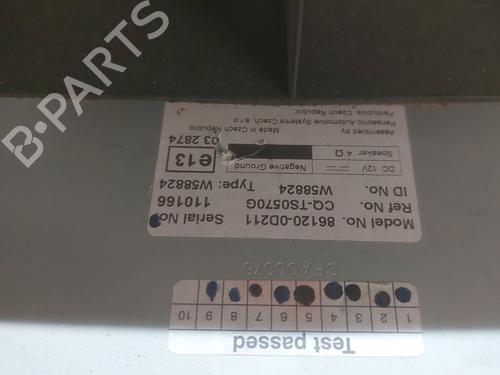 Model No. 86120-0D211 Serial No.
Ref No. CQ-TS0570G 110166
ID No. W58824 Type: W58824
DC 12V Negative Ground
Speaker 4 Ω
e13 03 2874
Assembled by Made in Czech Republic
Panasonic Automotive Systems Czech, s.r.o
Pardubice, Czech Republic
CFA00076
Test passed
1 2 3 4 5 6 7 8 9 10
B-PARTS